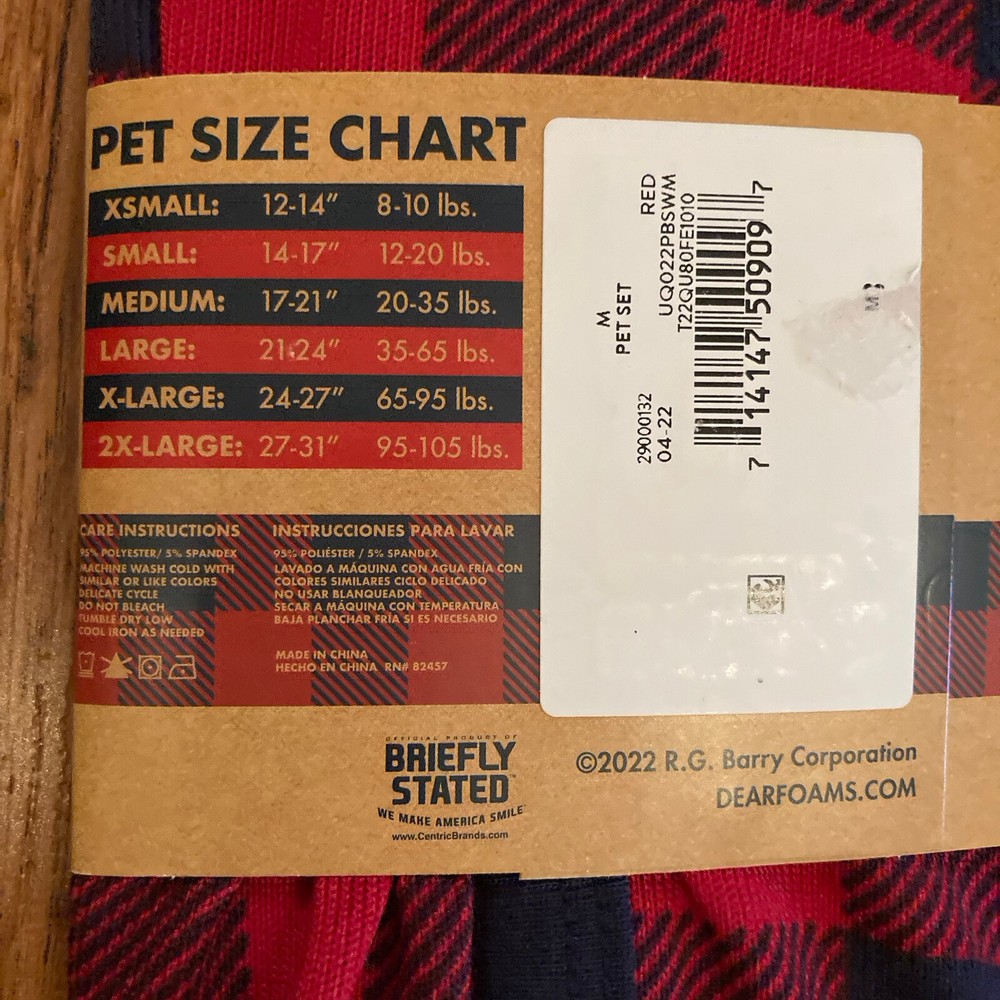 PET SIZE CHART
XSMALL: 12-14" 8-10 lbs.
SMALL: 14-17" 12-20 lbs.
MEDIUM: 17-21" 20-35 lbs.
LARGE: 21-24" 35-65 lbs.
X-LARGE: 24-27" 65-95 lbs.
2X-LARGE: 27-31" 95-105 lbs.
CARE INSTRUCTIONS
95% POLYESTER/ 5% SPANDEX
MACHINE WASH COLD WITH
SIMILAR OR LIKE COLORS
DELICATE CYCLE
DO NOT BLEACH
TUMBLE DRY LOW
COOL IRON AS NEEDED
INSTRUCCIONES PARA LAVAR
95% POLIÉSTER / 5% SPANDEX
LAVADO A MÁQUINA CON AGUA FRÍA CON
COLORES SIMILARES CICLO DELICADO
NO USAR BLANQUEADOR
SECAR A MÁQUINA CON TEMPERATURA
BAJA PLANCHAR FRÍA SI ES NECESARIO
MADE IN CHINA
HECHO EN CHINA RN# 82457
M
PET SET
29000132 UQ022PBSWM RED
04-22 T22QU80FE1010
7 14147 50909 7
M
OFFICIAL PRODUCT OF
BRIEFLY
STATED™
WE MAKE AMERICA SMILE™
www.CentricBrands.com
©2022 R.G. Barry Corporation
DEARFOAMS.COM